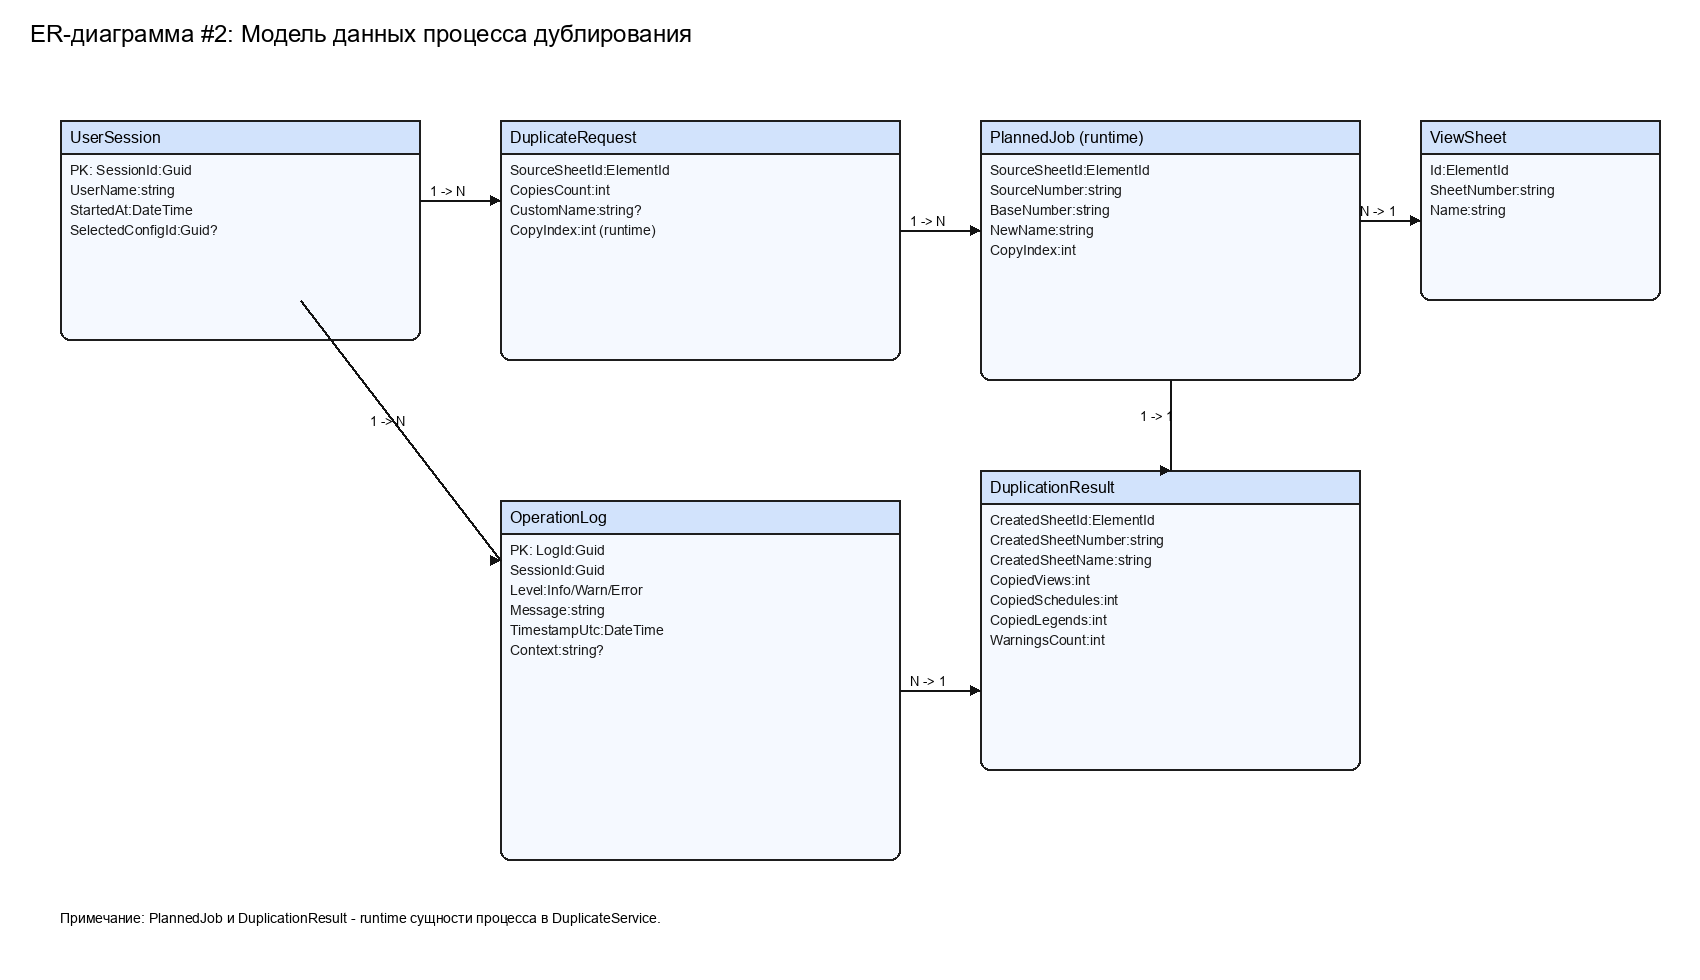 ER-диаграмма #2: Модель данных процесса дублирования
UserSession
PK: SessionId:Guid
UserName:string
StartedAt:DateTime
SelectedConfigId:Guid?
1 -> N
DuplicateRequest
SourceSheetId:ElementId
CopiesCount:int
CustomName:string?
CopyIndex:int (runtime)
1 -> N
PlannedJob (runtime)
SourceSheetId:ElementId
SourceNumber:string
BaseNumber:string
NewName:string
CopyIndex:int
N -> 1
ViewSheet
Id:ElementId
SheetNumber:string
Name:string
1 -> N
1 -> 1
OperationLog
PK: LogId:Guid
SessionId:Guid
Level:Info/Warn/Error
Message:string
TimestampUtc:DateTime
Context:string?
N -> 1
DuplicationResult
CreatedSheetId:ElementId
CreatedSheetNumber:string
CreatedSheetName:string
CopiedViews:int
CopiedSchedules:int
CopiedLegends:int
WarningsCount:int
Примечание: PlannedJob и DuplicationResult - runtime сущности процесса в DuplicateService.